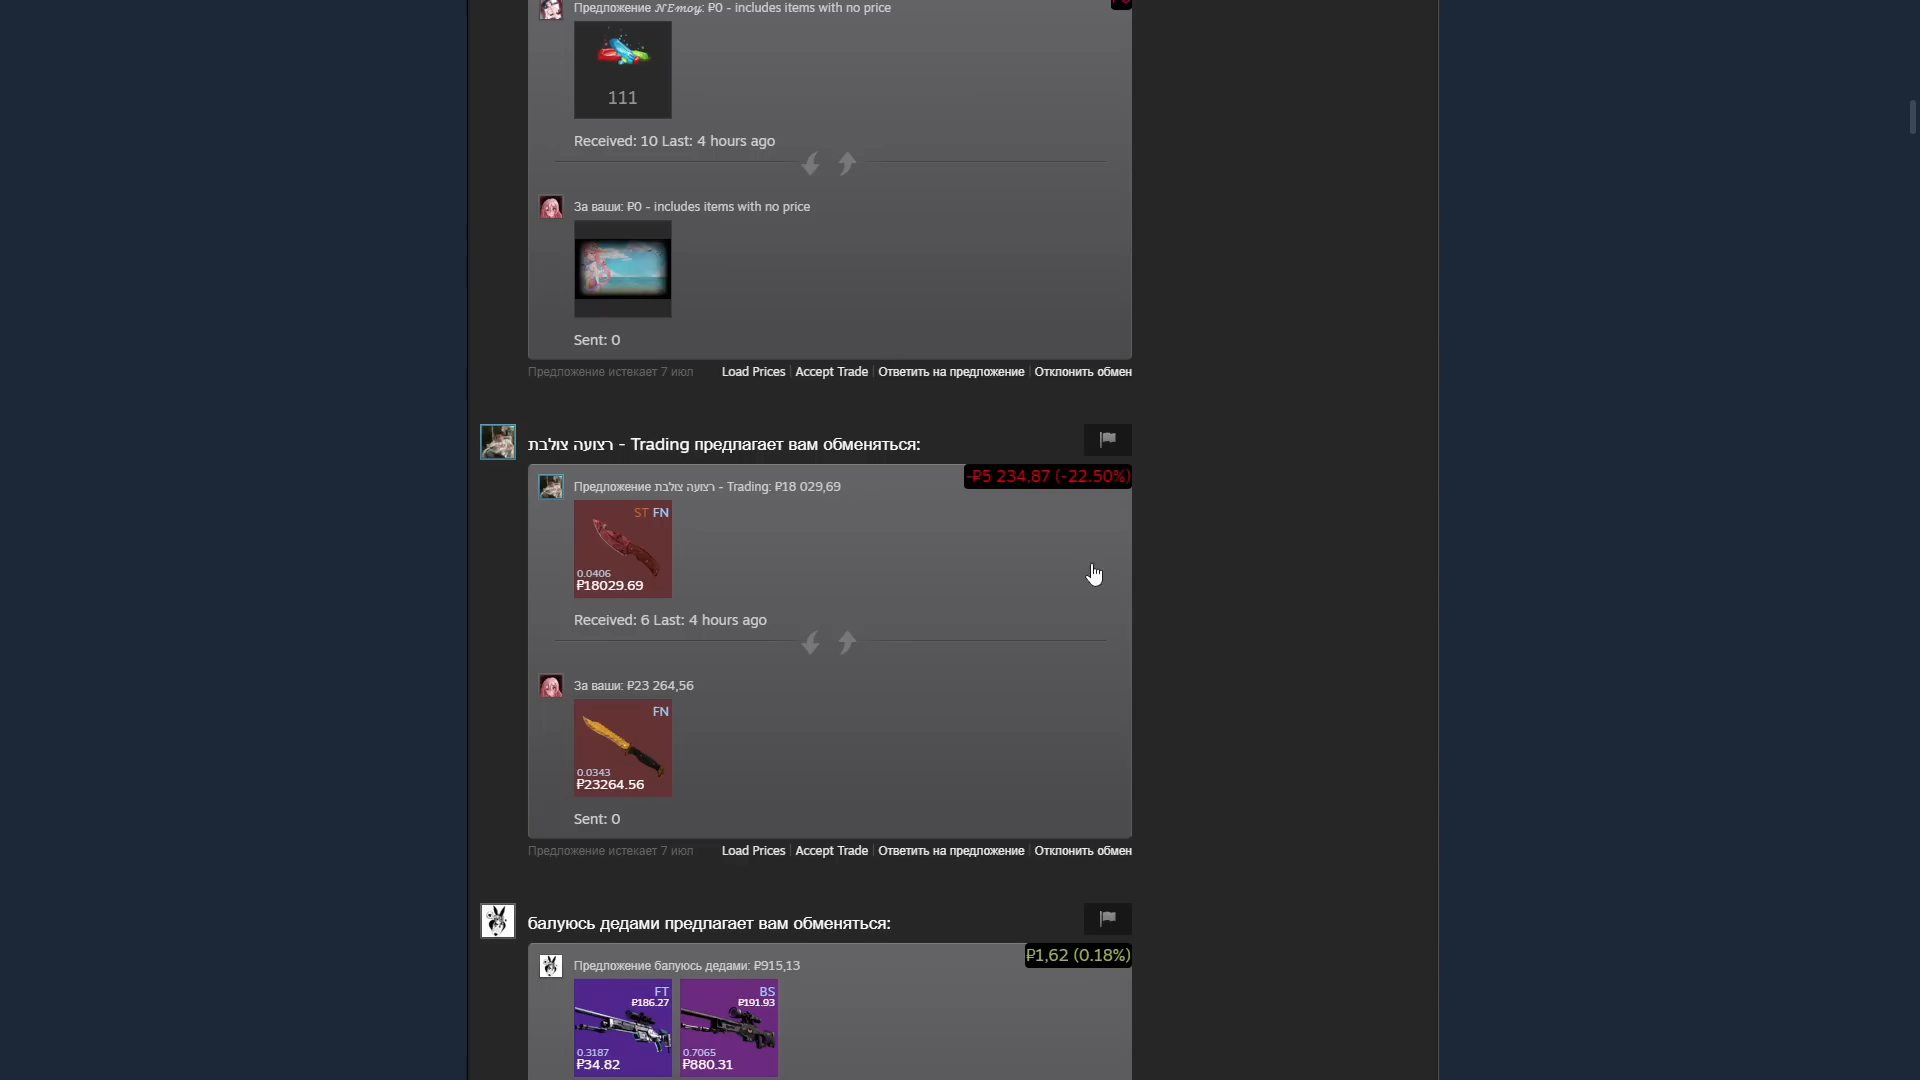 Предложение 𝓝𝓔𝓶𝓸𝔂: ₽0 - includes items with no price
111
Received: 10 Last: 4 hours ago
За ваши: ₽0 - includes items with no price
Sent: 0
Предложение истекает 7 июл Load Prices | Accept Trade | Ответить на предложение | Отклонить обмен
רצועה צולבת - Trading предлагает вам обменяться:
-₽5 234,87 (-22.50%)
Предложение רצועה צולבת - Trading: ₽18 029,69
ST FN
0.0406
₽18029.69
Received: 6 Last: 4 hours ago
За ваши: ₽23 264,56
FN
0.0343
₽23264.56
Sent: 0
Предложение истекает 7 июл Load Prices | Accept Trade | Ответить на предложение | Отклонить обмен
балуюсь дедами предлагает вам обменяться:
₽1,62 (0.18%)
Предложение балуюсь дедами: ₽915,13
FT
₽186.27
0.3187
₽34.82
BS
₽191.93
0.7065
₽880.31